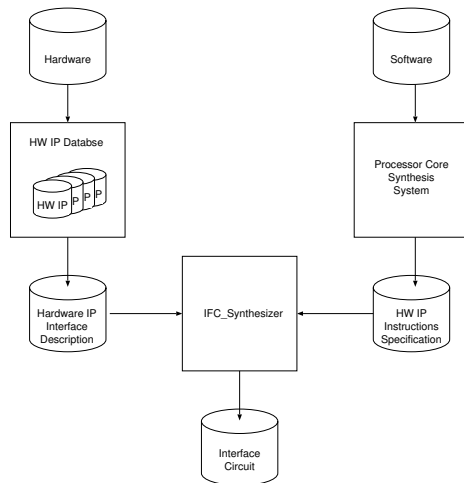 Hardware
Software
HW IP Databse
HW IP
P
P
P
Processor Core
Synthesis
System
Hardware IP
Interface
Description
IFC_Synthesizer
HW IP
Instructions
Specification
Interface
Circuit